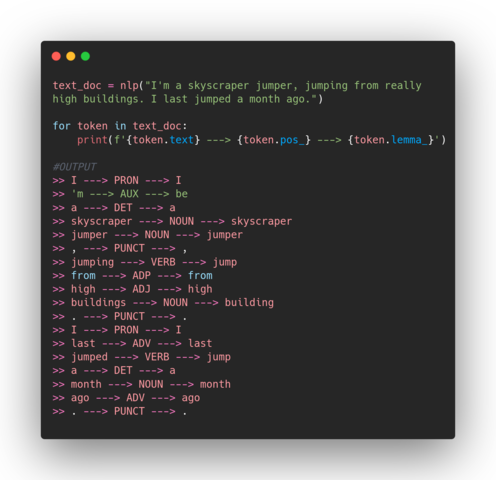 text_doc = nlp("I'm a skyscraper jumper, jumping from really
high buildings. I last jumped a month ago.")
for token in text_doc:
    print(f'{token.text} ---> {token.pos_} ---> {token.lemma_}')
#OUTPUT
>> I ---> PRON ---> I
>> 'm ---> AUX ---> be
>> a ---> DET ---> a
>> skyscraper ---> NOUN ---> skyscraper
>> jumper ---> NOUN ---> jumper
>> , ---> PUNCT ---> ,
>> jumping ---> VERB ---> jump
>> from ---> ADP ---> from
>> high ---> ADJ ---> high
>> buildings ---> NOUN ---> building
>> . ---> PUNCT ---> .
>> I ---> PRON ---> I
>> last ---> ADV ---> last
>> jumped ---> VERB ---> jump
>> a ---> DET ---> a
>> month ---> NOUN ---> month
>> ago ---> ADV ---> ago
>> . ---> PUNCT ---> .